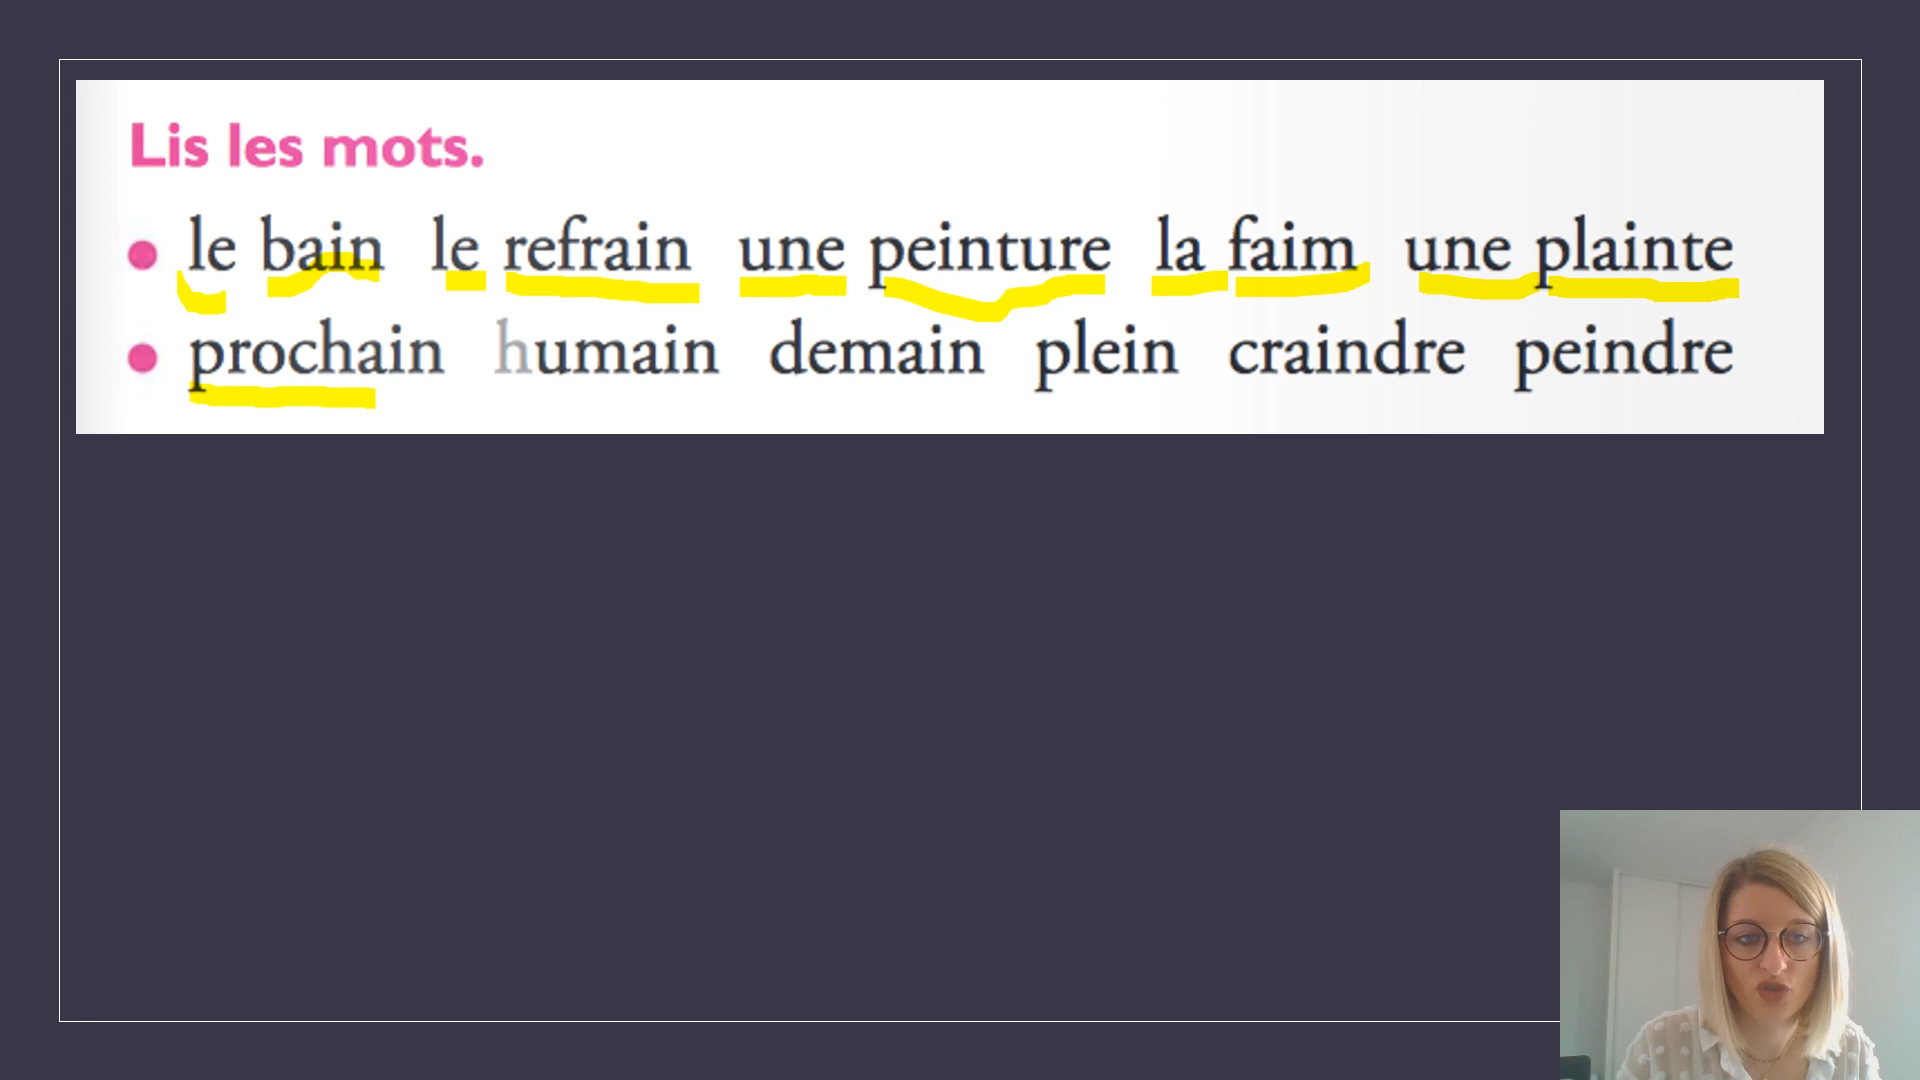 Lis les mots.
● le bain le refrain une peinture la faim une plainte
● prochain humain demain plein craindre peindre